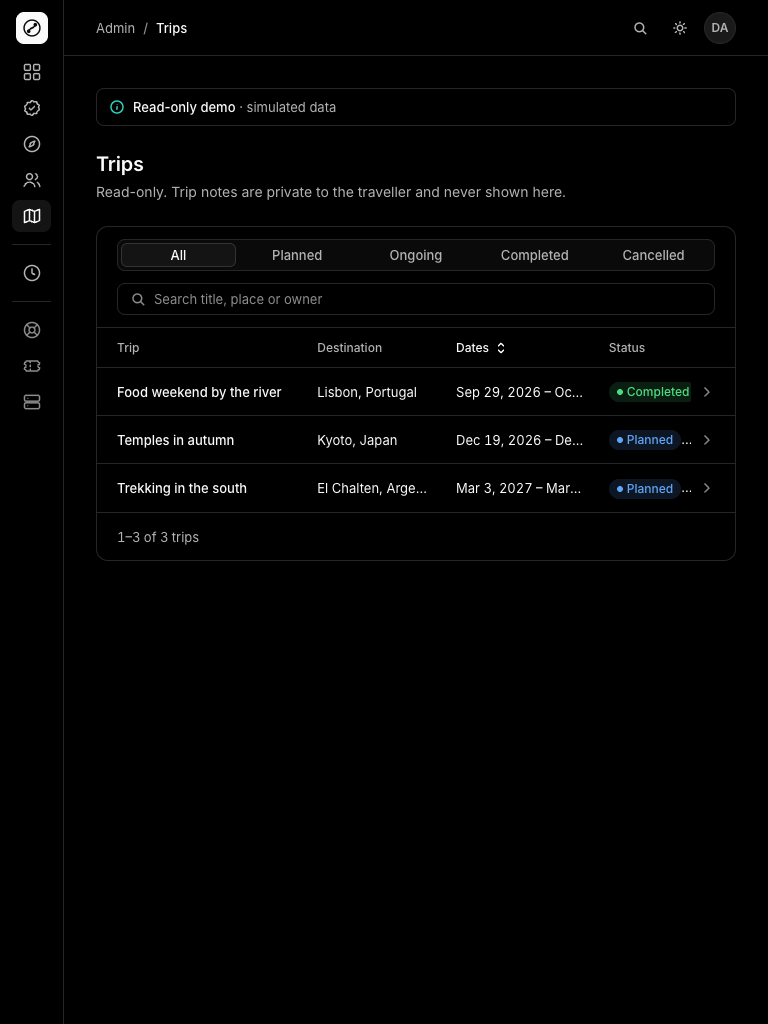 Admin / Trips
DA
Read-only demo · simulated data
Trips
Read-only. Trip notes are private to the traveller and never shown here.
All Planned Ongoing Completed Cancelled
Search title, place or owner
Trip Destination Dates Status
Food weekend by the river Lisbon, Portugal Sep 29, 2026 – Oc... Completed
Temples in autumn Kyoto, Japan Dec 19, 2026 – De... Planned ...
Trekking in the south El Chalten, Arge... Mar 3, 2027 – Mar... Planned ...
1–3 of 3 trips